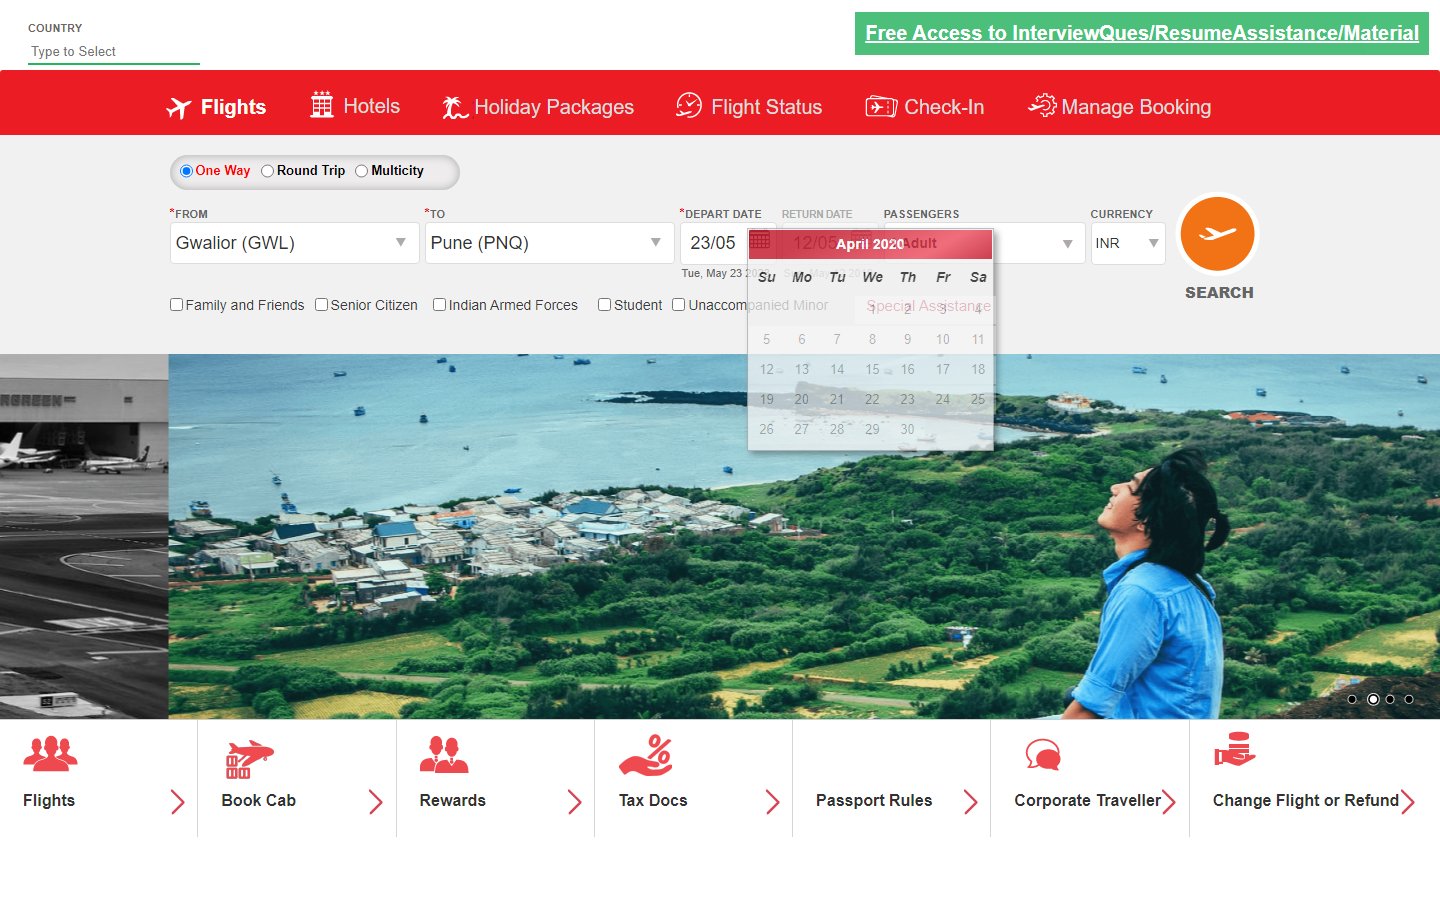 COUNTRY
Type to Select
Free Access to InterviewQues/ResumeAssistance/Material
Flights
Hotels
Holiday Packages
Flight Status
Check-In
Manage Booking
One Way
Round Trip
Multicity
*FROM
*TO
*DEPART DATE
RETURN DATE
PASSENGERS
CURRENCY
Gwalior (GWL)
Pune (PNQ)
23/05
12/05
Adult
INR
SEARCH
Tue, May 23
April 2020
Su Mo Tu We Th Fr Sa
1 2 3 4
5 6 7 8 9 10 11
12 13 14 15 16 17 18
19 20 21 22 23 24 25
26 27 28 29 30
Family and Friends
Senior Citizen
Indian Armed Forces
Student
Unaccompanied Minor
Special Assistance
RGREEN
Flights
Book Cab
Rewards
Tax Docs
Passport Rules
Corporate Traveller
Change Flight or Refund